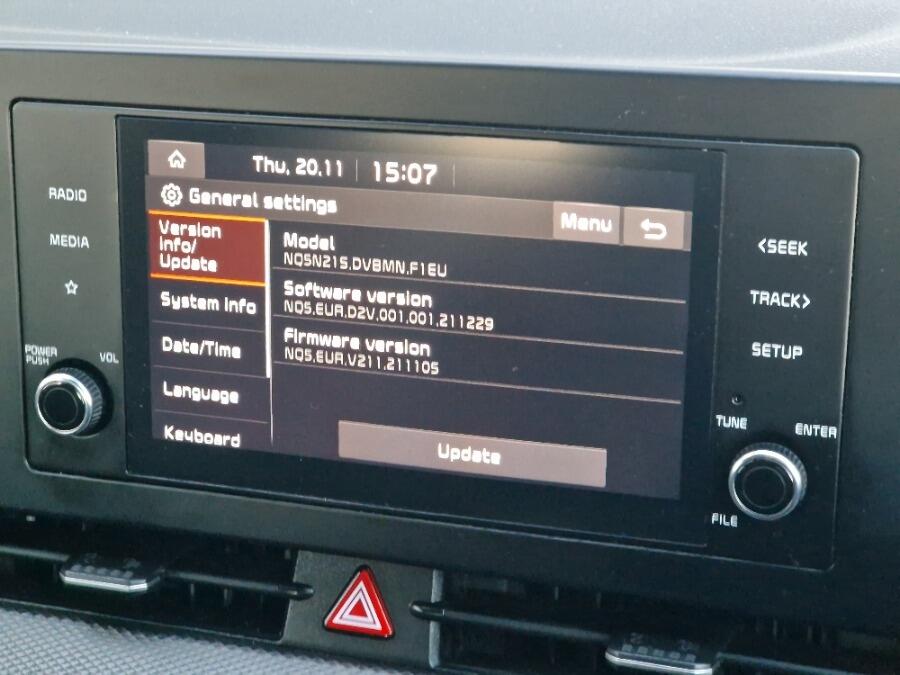 Thu, 20.11 15:07
General settings
Menu
Version
Info/
Update
System Info
Date/Time
Language
Keyboard
Model
NQ5N21S.DV8MN.F1EU
Software version
NQ5.EUR.D2V.001.001.211229
Firmware version
NQ5.EUR.V211.211105
Update
RADIO
MEDIA
POWER
PUSH
VOL
<SEEK
TRACK>
SETUP
TUNE
ENTER
FILE